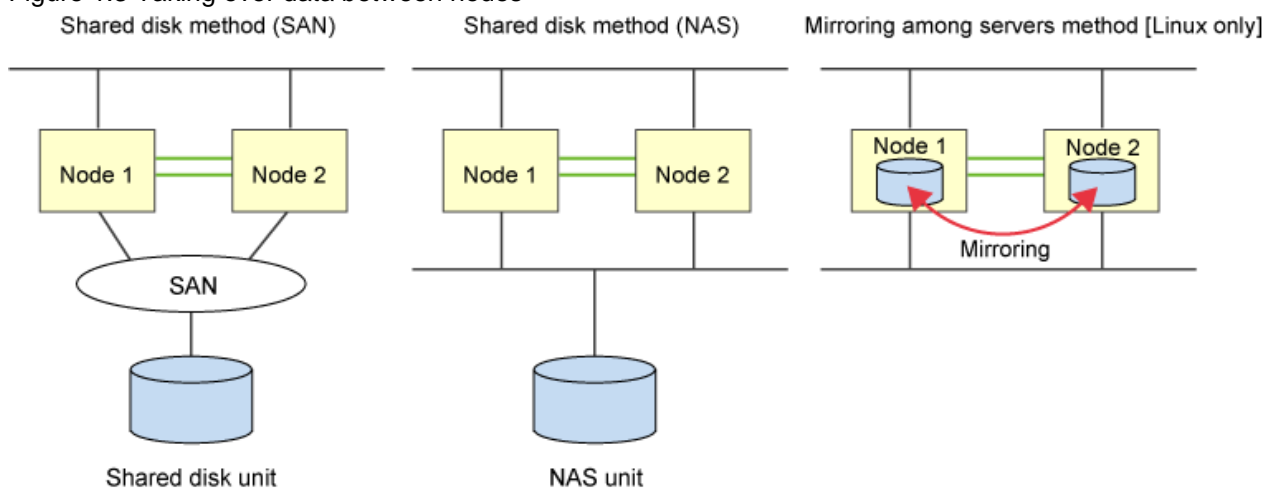 Shared disk method (SAN)
Node 1
Node 2
SAN
Shared disk unit
Shared disk method (NAS)
Node 1
Node 2
NAS unit
Mirroring among servers method [Linux only]
Node 1
Node 2
Mirroring